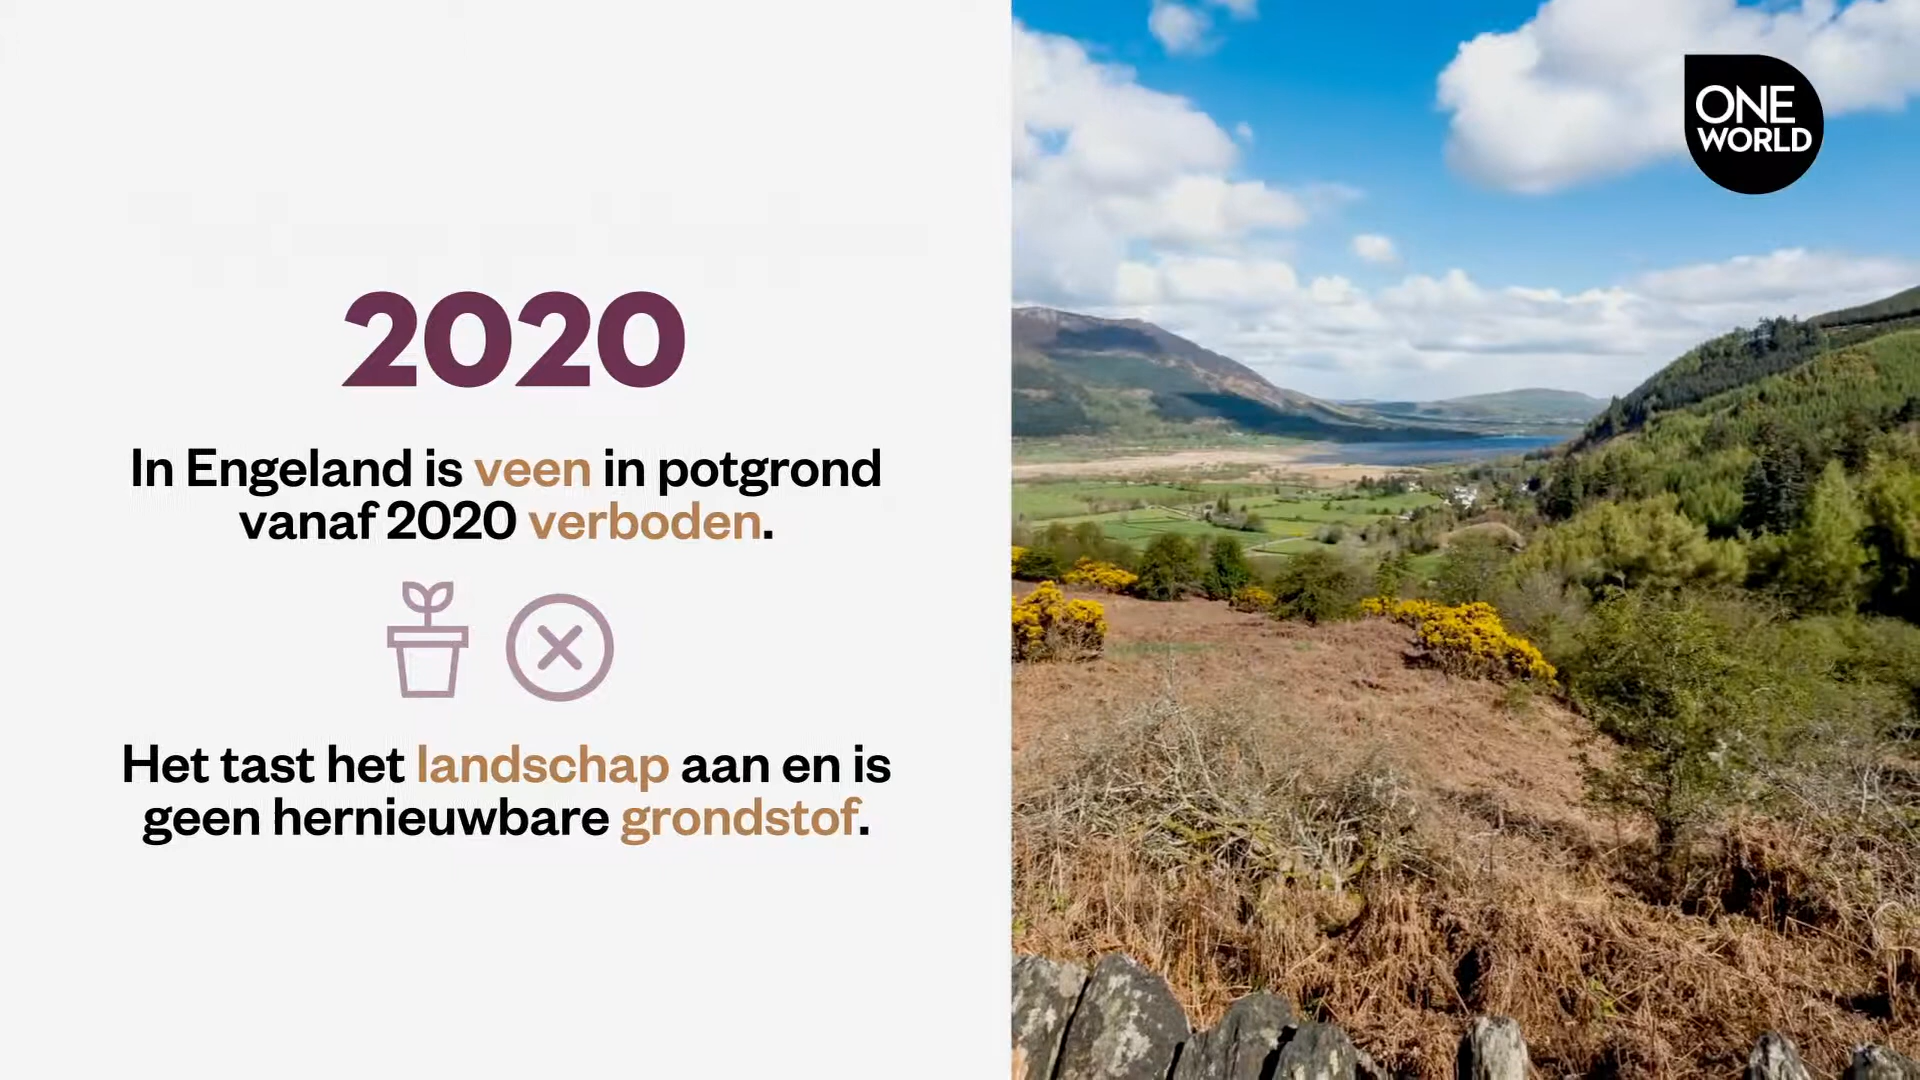 2020
In Engeland is veen in potgrond
vanaf 2020 verboden.
Het tast het landschap aan en is
geen hernieuwbare grondstof.
ONE
WORLD